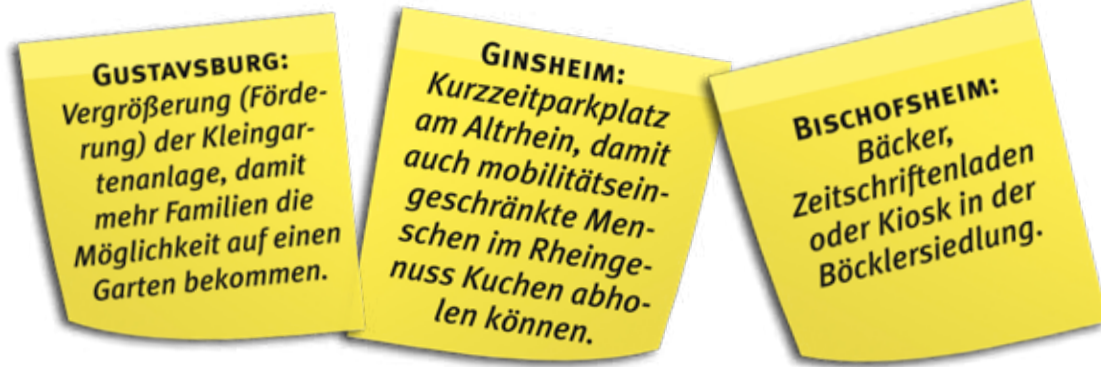 GUSTAVSBURG:
Vergrößerung (Förde-
rung) der Kleingar-
tenanlage, damit
mehr Familien die
Möglichkeit auf einen
Garten bekommen.
GINSHEIM:
Kurzzeitparkplatz
am Altrhein, damit
auch mobilitätsein-
geschränkte Men-
schen im Rheinge-
nuss Kuchen abho-
len können.
BISCHOFSHEIM:
Bäcker,
Zeitschriftenladen
oder Kiosk in der
Böcklersiedlung.